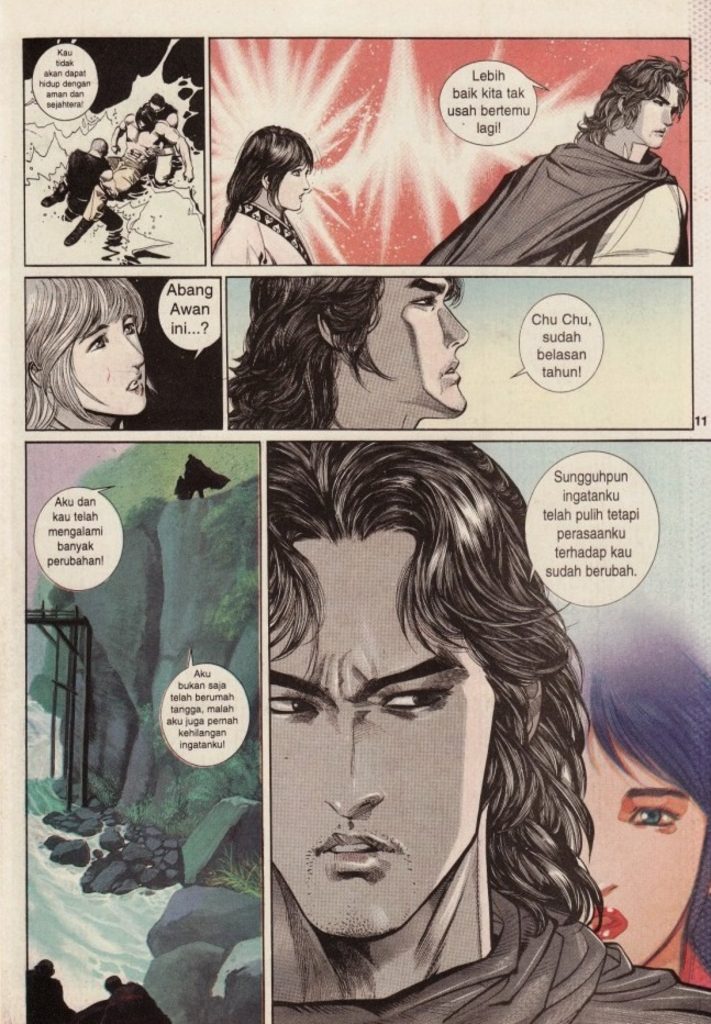 Kau
tidak
akan dapat
hidup dengan
aman dan
sejahtera!
Lebih
baik kita tak
usah bertemu
lagi!
Abang
Awan
ini...?
Chu Chu,
sudah
belasan
tahun!
11
Aku dan
kau telah
mengalami
banyak
perubahan!
Aku
bukan saja
telah berumah
tangga, malah
aku juga pernah
kehilangan
ingatanku!
Sungguhpun
ingatanku
telah pulih tetapi
perasaanku
terhadap kau
sudah berubah.